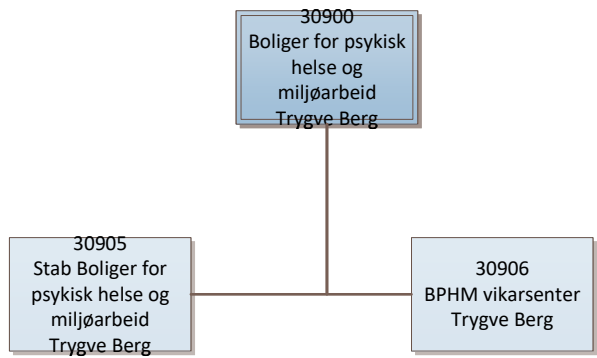 30900
Boliger for psykisk
helse og
miljøarbeid
Trygve Berg
30905
Stab Boliger for
psykisk helse og
miljøarbeid
Trygve Berg
30906
BPHM vikarsenter
Trygve Berg